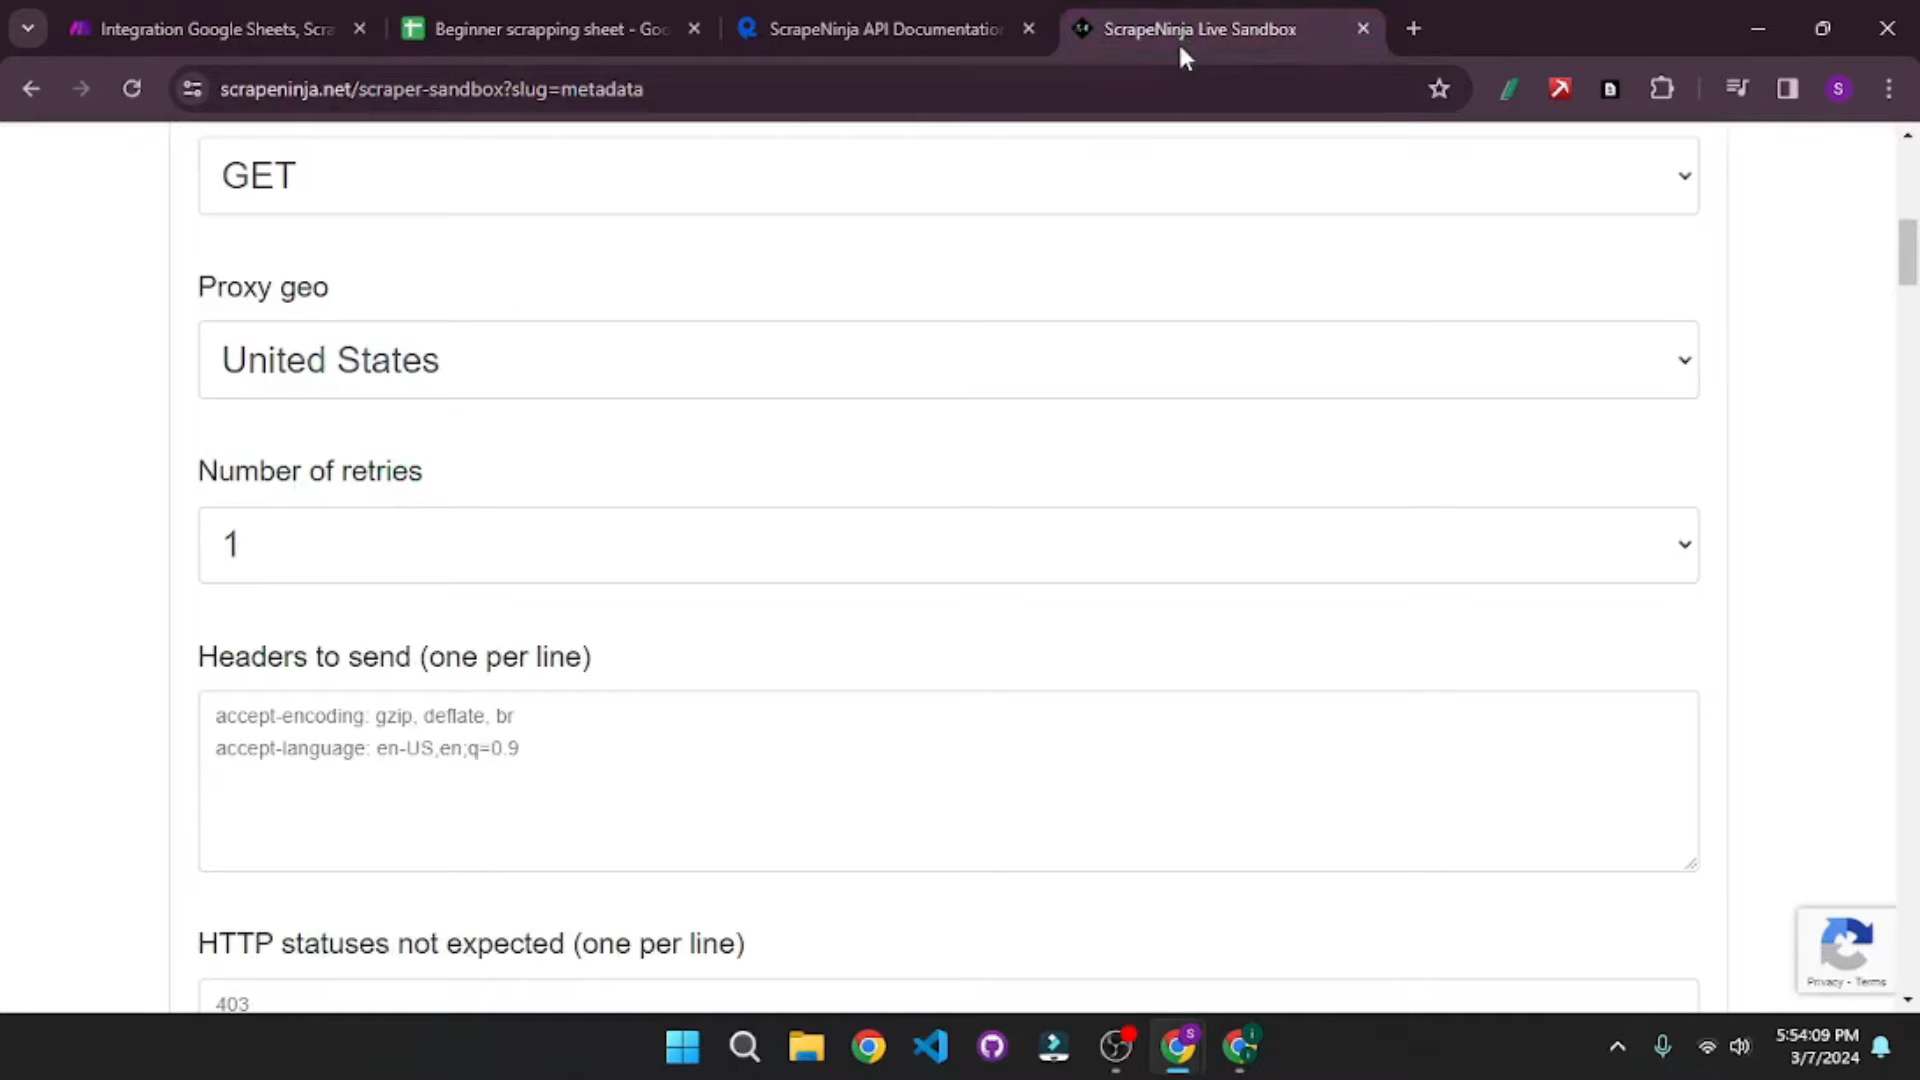 Integration Google Sheets, Scra
Beginner scrapping sheet - Goo
ScrapeNinja API Documentation
ScrapeNinja Live Sandbox
scrapeninja.net/scraper-sandbox?slug=metadata
S
GET
Proxy geo
United States
Number of retries
1
Headers to send (one per line)
accept-encoding: gzip, deflate, br
accept-language: en-US,en;q=0.9
HTTP statuses not expected (one per line)
403
Privacy - Terms
5:54:09 PM
3/7/2024